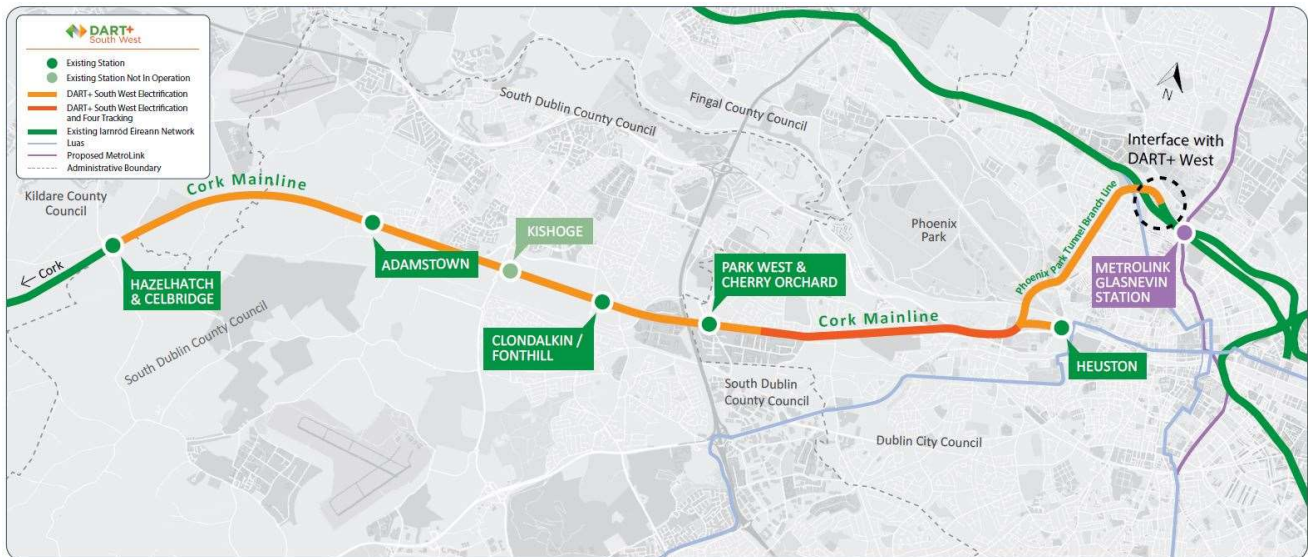 DART+
South West
Existing Station
Existing Station Not In Operation
DART+ South West Electrification
DART+ South West Electrification
and Four Tracking
Existing Iarnród Éireann Network
Luas
Proposed MetroLink
Administrative Boundary
Kildare County
Council
Cork Mainline
← Cork
HAZELHATCH
& CELBRIDGE
South Dublin County Council
ADAMSTOWN
KISHOGE
South Dublin County Council
Fingal County Council
CLONDALKIN /
FONTHILL
PARK WEST &
CHERRY ORCHARD
Cork Mainline
South Dublin
County Council
Dublin City Council
Phoenix
Park
Phoenix Park Tunnel Branch Line
HEUSTON
N
Interface with
DART+ West
METROLINK
GLASNEVIN
STATION